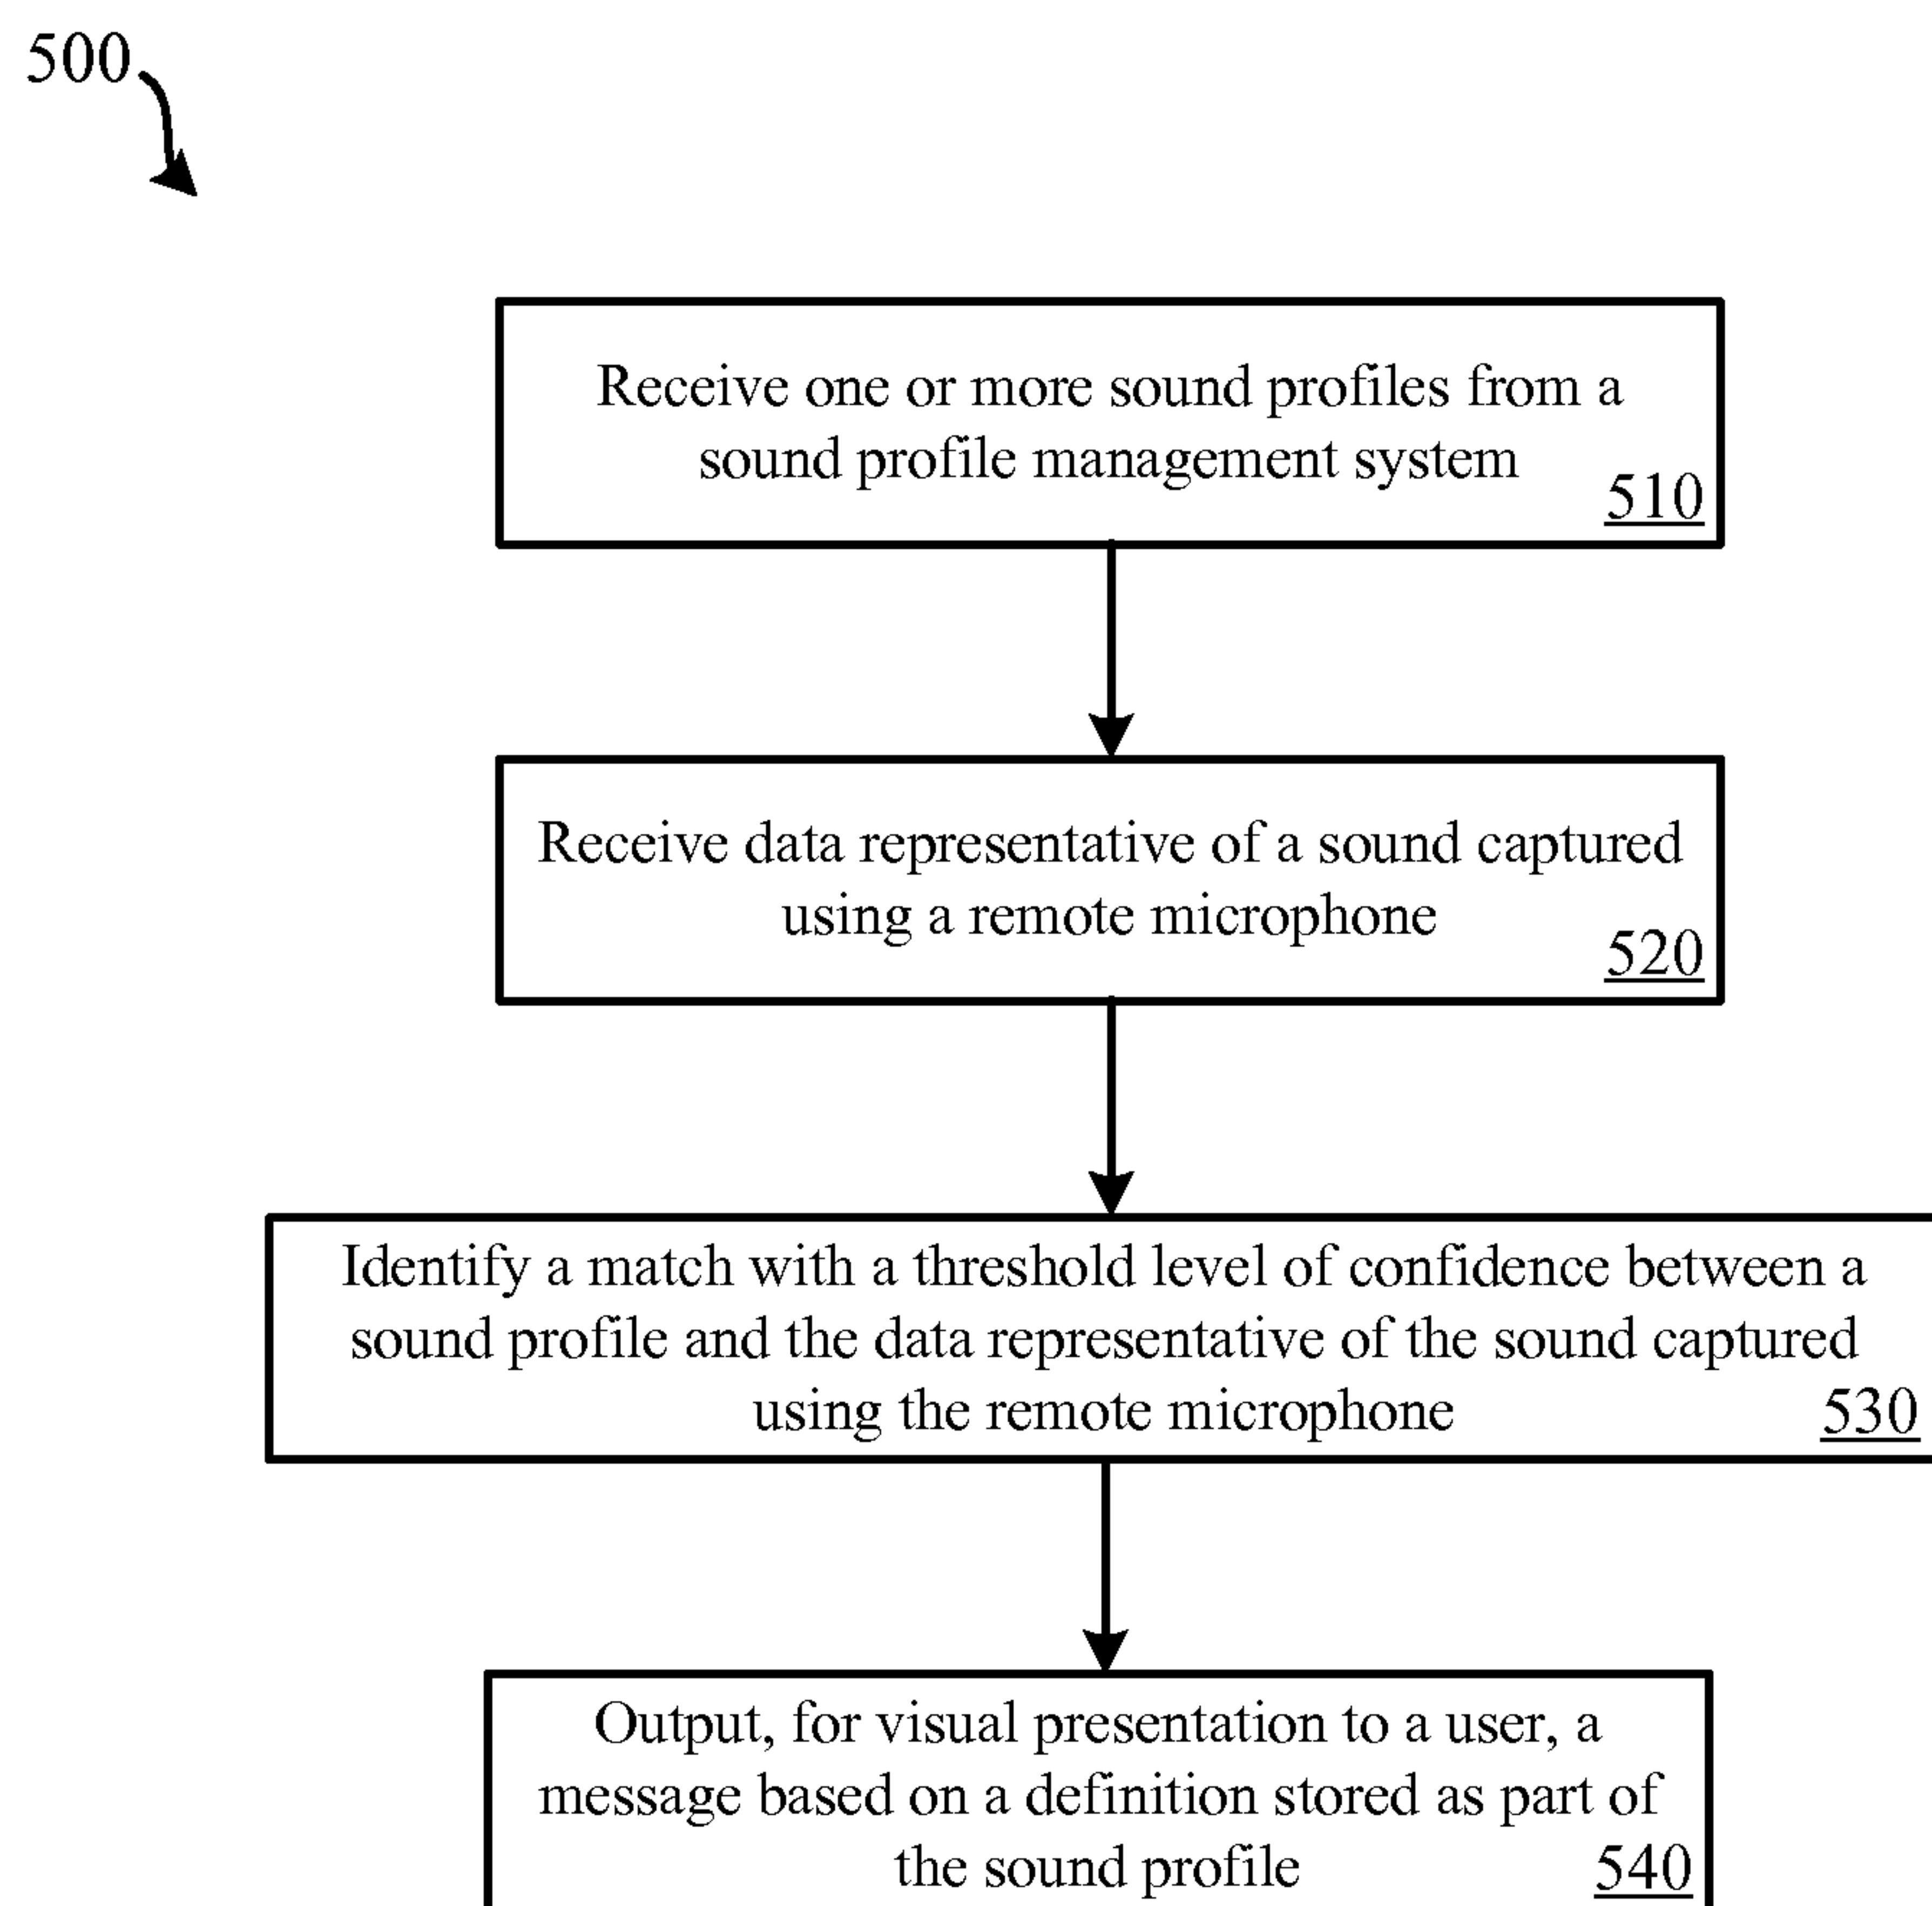 500
Receive one or more sound profiles from a
sound profile management system
510
Receive data representative of a sound captured
using a remote microphone
520
Identify a match with a threshold level of confidence between a
sound profile and the data representative of the sound captured
using the remote microphone
530
Output, for visual presentation to a user, a
message based on a definition stored as part of
the sound profile
540